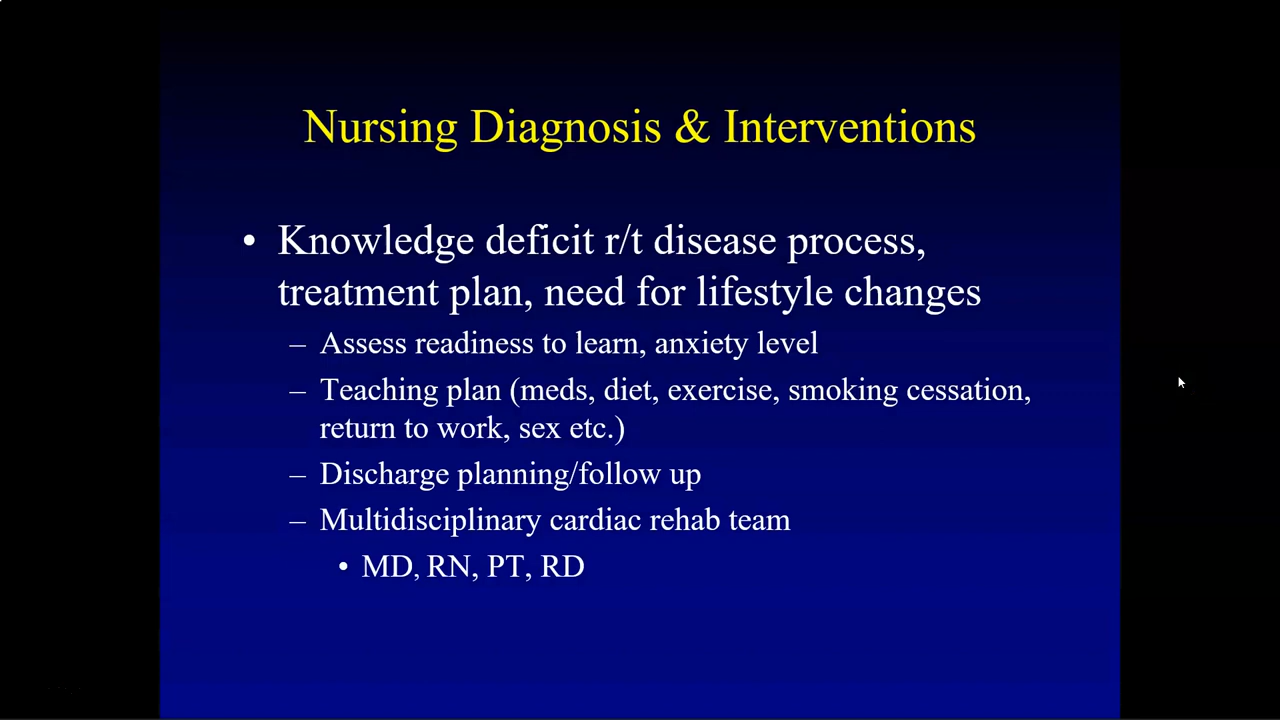 Nursing Diagnosis & Interventions
• Knowledge deficit r/t disease process,
treatment plan, need for lifestyle changes
– Assess readiness to learn, anxiety level
– Teaching plan (meds, diet, exercise, smoking cessation,
return to work, sex etc.)
– Discharge planning/follow up
– Multidisciplinary cardiac rehab team
• MD, RN, PT, RD